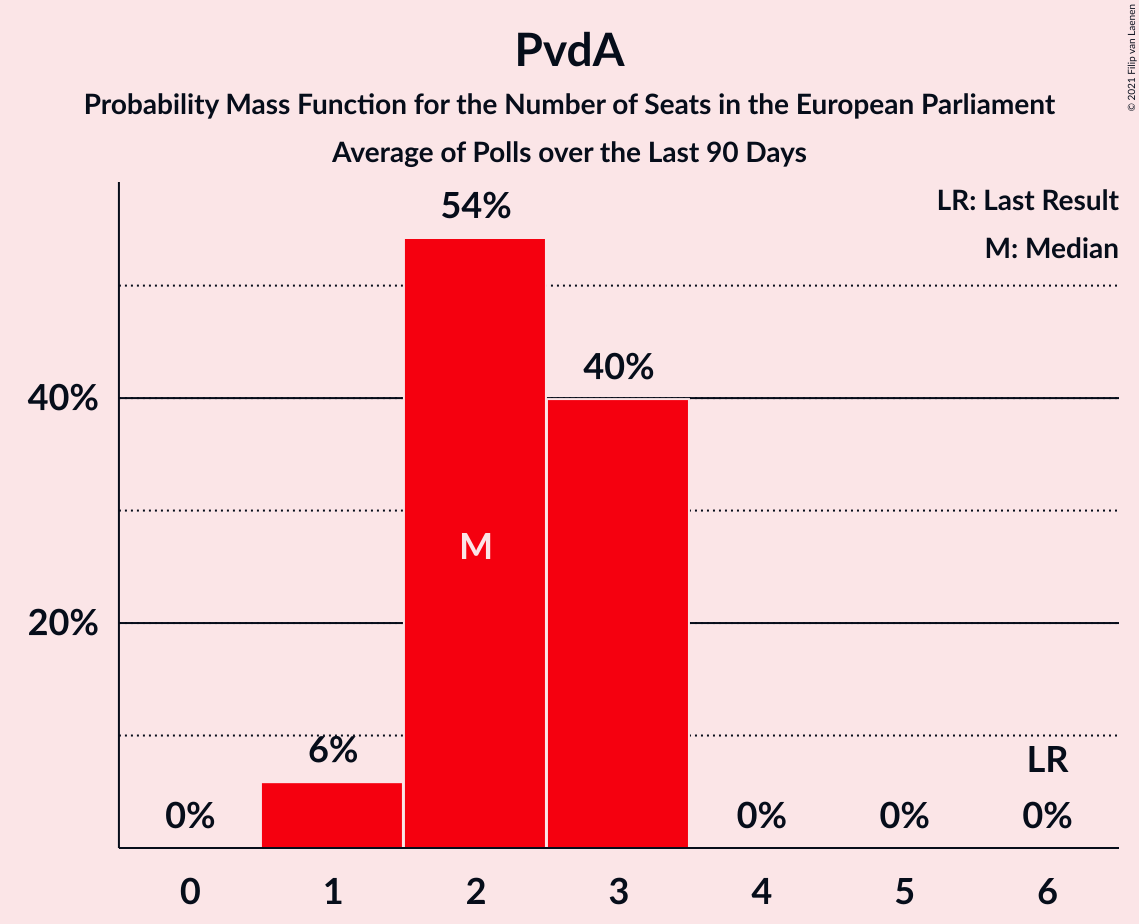 PvdA
Probability Mass Function for the Number of Seats in the European Parliament
Average of Polls over the Last 90 Days
© 2021 Filip van Laenen
LR: Last Result
M: Median
54%
40%
40%
M
20%
6%
LR
0%
0%
0%
0%
0
1
2
3
4
5
6